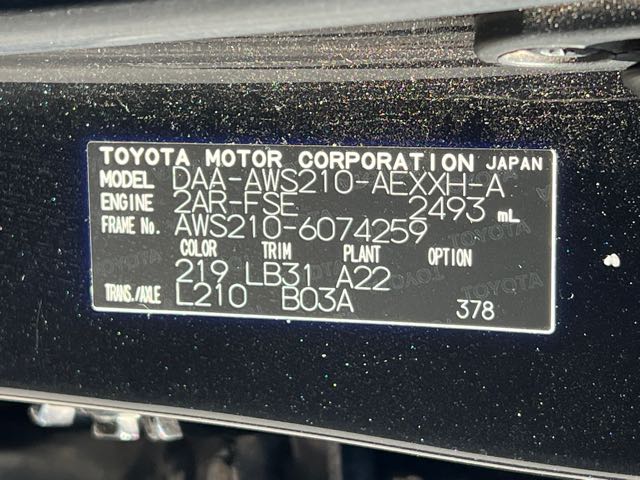 TOYOTA MOTOR CORPORATION JAPAN
MODEL DAA-AWS210-AEXXH-A
ENGINE 2AR-FSE 2493 mL
FRAME No. AWS210-6074259
COLOR TRIM PLANT OPTION
219 LB31 A22
TRANS./AXLE L210 B03A 378